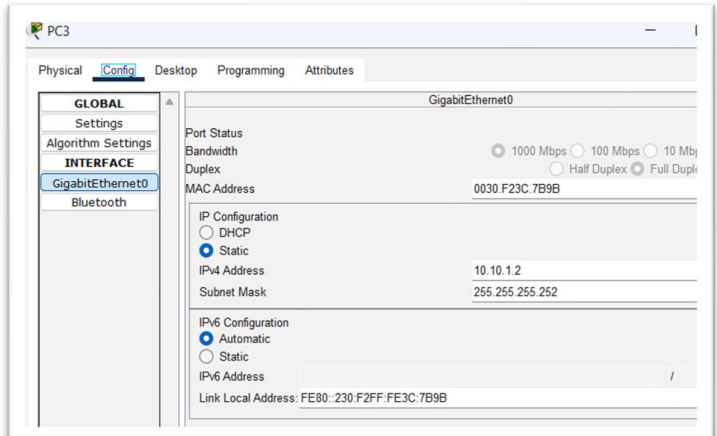 PC3
Physical Config Desktop Programming Attributes
GLOBAL
Settings
Algorithm Settings
INTERFACE
GigabitEthernet0
Bluetooth
GigabitEthernet0
Port Status
Bandwidth 1000 Mbps 100 Mbps 10
Duplex Half Duplex Full
MAC Address 0030.F23C.7B9B
IP Configuration
DHCP
Static
IPv4 Address 10.10.1.2
Subnet Mask 255.255.255.252
IPv6 Configuration
Automatic
Static
IPv6 Address /
Link Local Address: FE80::230:F2FF:FE3C:7B9B